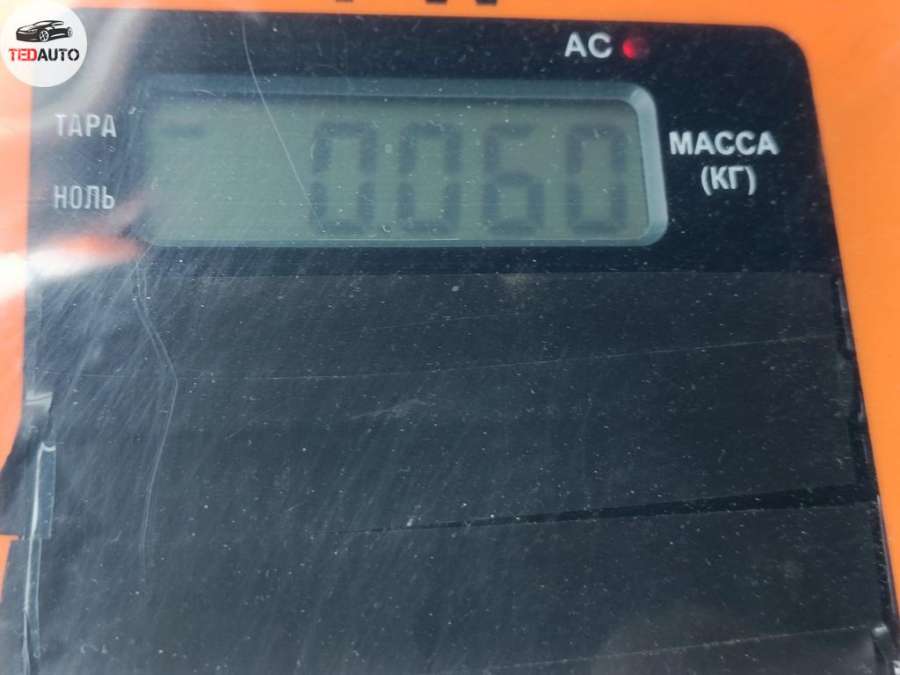 TEDAUTO
AC
ТАРА
НОЛЬ
0060
МАССА
(КГ)